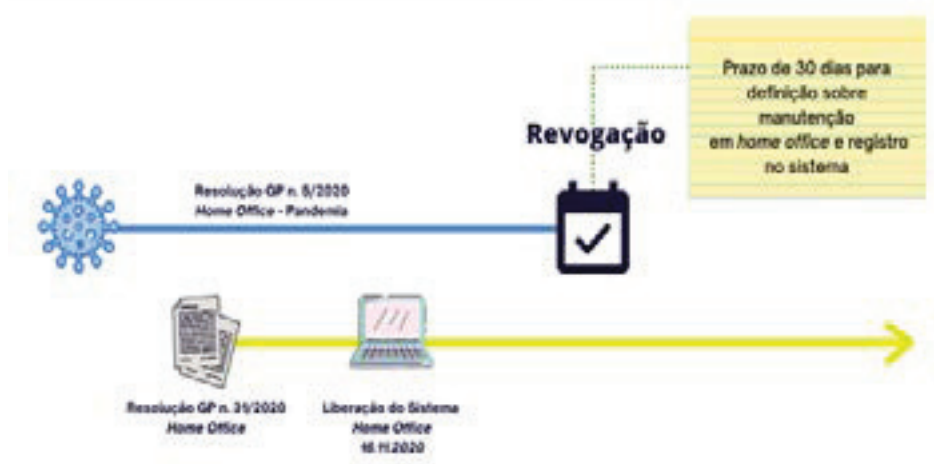 Prazo de 30 dias para
definição sobre
manutenção
em home office e registro
no sistema
Revogação
Resolução GP n. 5/2020
Home Office - Pandemia
Resolução GP n. 31/2020
Home Office
Liberação do Sistema
Home Office
16.11.2020